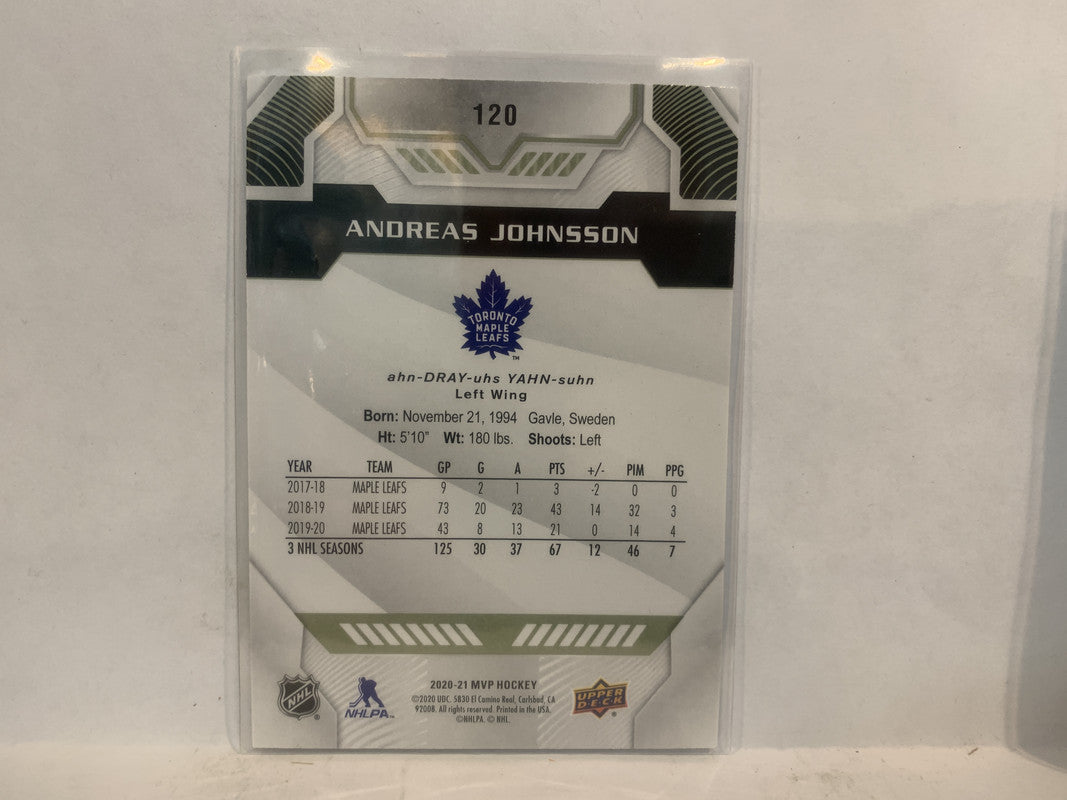 120
ANDREAS JOHNSSON
TORONTO
MAPLE
LEAFS
TM
ahn-DRAY-uhs YAHN-suhn
Left Wing
Born: November 21, 1994 Gavle, Sweden
Ht: 5'10" Wt: 180 lbs. Shoots: Left
YEAR TEAM GP G A PTS +/- PIM PPG
2017-18 MAPLE LEAFS 9 2 1 3 -2 0 0
2018-19 MAPLE LEAFS 73 20 23 43 14 32 3
2019-20 MAPLE LEAFS 43 8 13 21 0 14 4
3 NHL SEASONS 125 30 37 67 12 46 7
NHL
NHLPA
2020-21 MVP HOCKEY
©2020 UDC. 5830 El Camino Real, Carlsbad, CA
92008. All rights reserved. Printed in the USA.
©NHLPA. © NHL.
UPPER
DECK